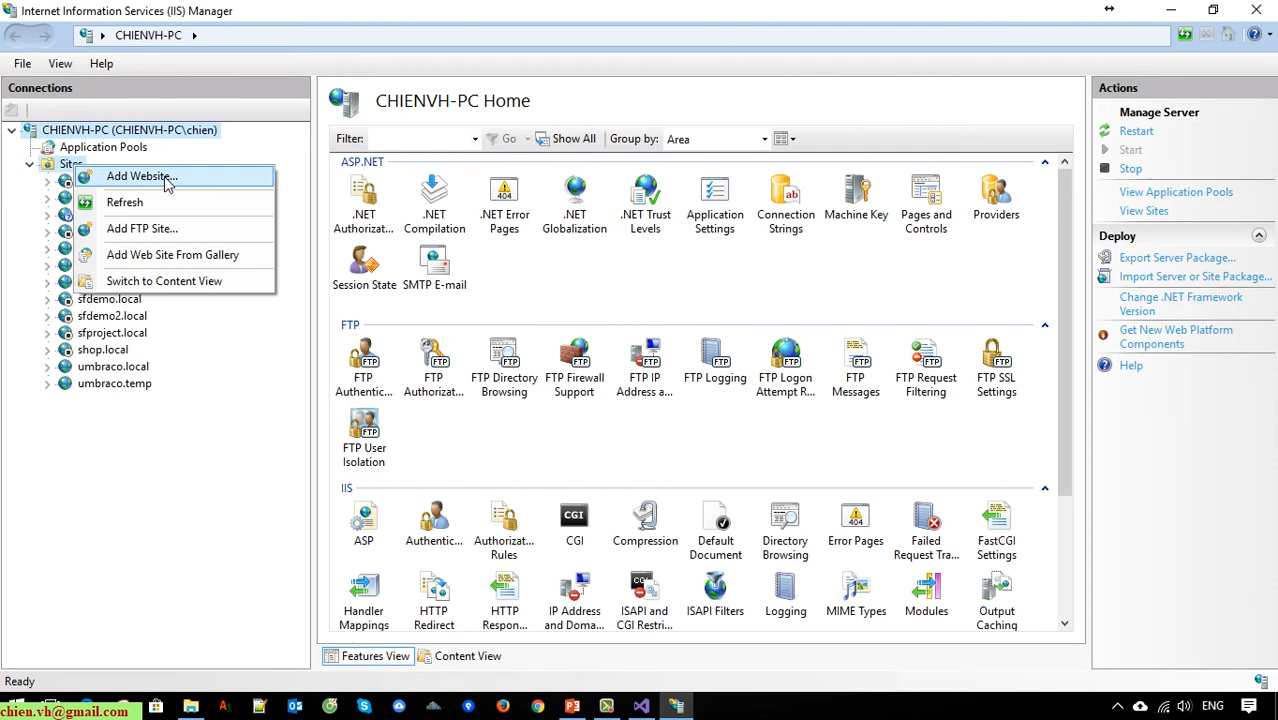 Internet Information Services (IIS) Manager
CHIENVH-PC
File View Help
Connections
CHIENVH-PC (CHIENVH-PC\chien)
Application Pools
Sites
Add Website...
Refresh
Add FTP Site...
Add Web Site From Gallery
Switch to Content View
sfdemo.local
sfdemo2.local
sfproject.local
shop.local
umbraco.local
umbraco.temp
CHIENVH-PC Home
Filter: Go Show All Group by: Area
ASP.NET
.NET Authorizat...
.NET Compilation
.NET Error Pages
.NET Globalization
.NET Trust Levels
Application Settings
Connection Strings
Machine Key
Pages and Controls
Providers
Session State
SMTP E-mail
FTP
FTP Authentic...
FTP Authorizat...
FTP Directory Browsing
FTP Firewall Support
FTP IP Address a...
FTP Logging
FTP Logon Attempt R...
FTP Messages
FTP Request Filtering
FTP SSL Settings
FTP User Isolation
IIS
ASP
Authentic...
Authorizat... Rules
CGI
Compression
Default Document
Directory Browsing
Error Pages
Failed Request Tra...
FastCGI Settings
Handler Mappings
HTTP Redirect
HTTP Respon...
IP Address and Doma...
ISAPI and CGI Restri...
ISAPI Filters
Logging
MIME Types
Modules
Output Caching
Features View Content View
Actions
Manage Server
Restart
Start
Stop
View Application Pools
View Sites
Deploy
Export Server Package...
Import Server or Site Package...
Change .NET Framework Version
Get New Web Platform Components
Help
Ready
chien.vh@gmail.com
ENG